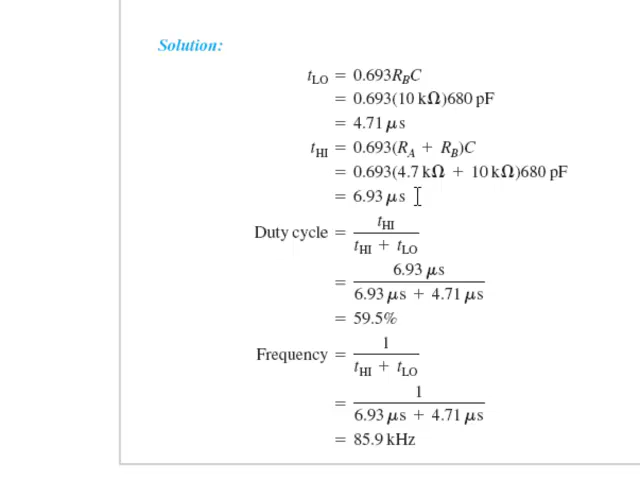 Solution:
tLO = 0.693RBC
= 0.693(10 kΩ)680 pF
= 4.71 μs
tHI = 0.693(RA + RB)C
= 0.693(4.7 kΩ + 10 kΩ)680 pF
= 6.93 μs
Duty cycle = tHI / tHI + tLO
= 6.93 μs / 6.93 μs + 4.71 μs
= 59.5%
Frequency = 1 / tHI + tLO
= 1 / 6.93 μs + 4.71 μs
= 85.9 kHz